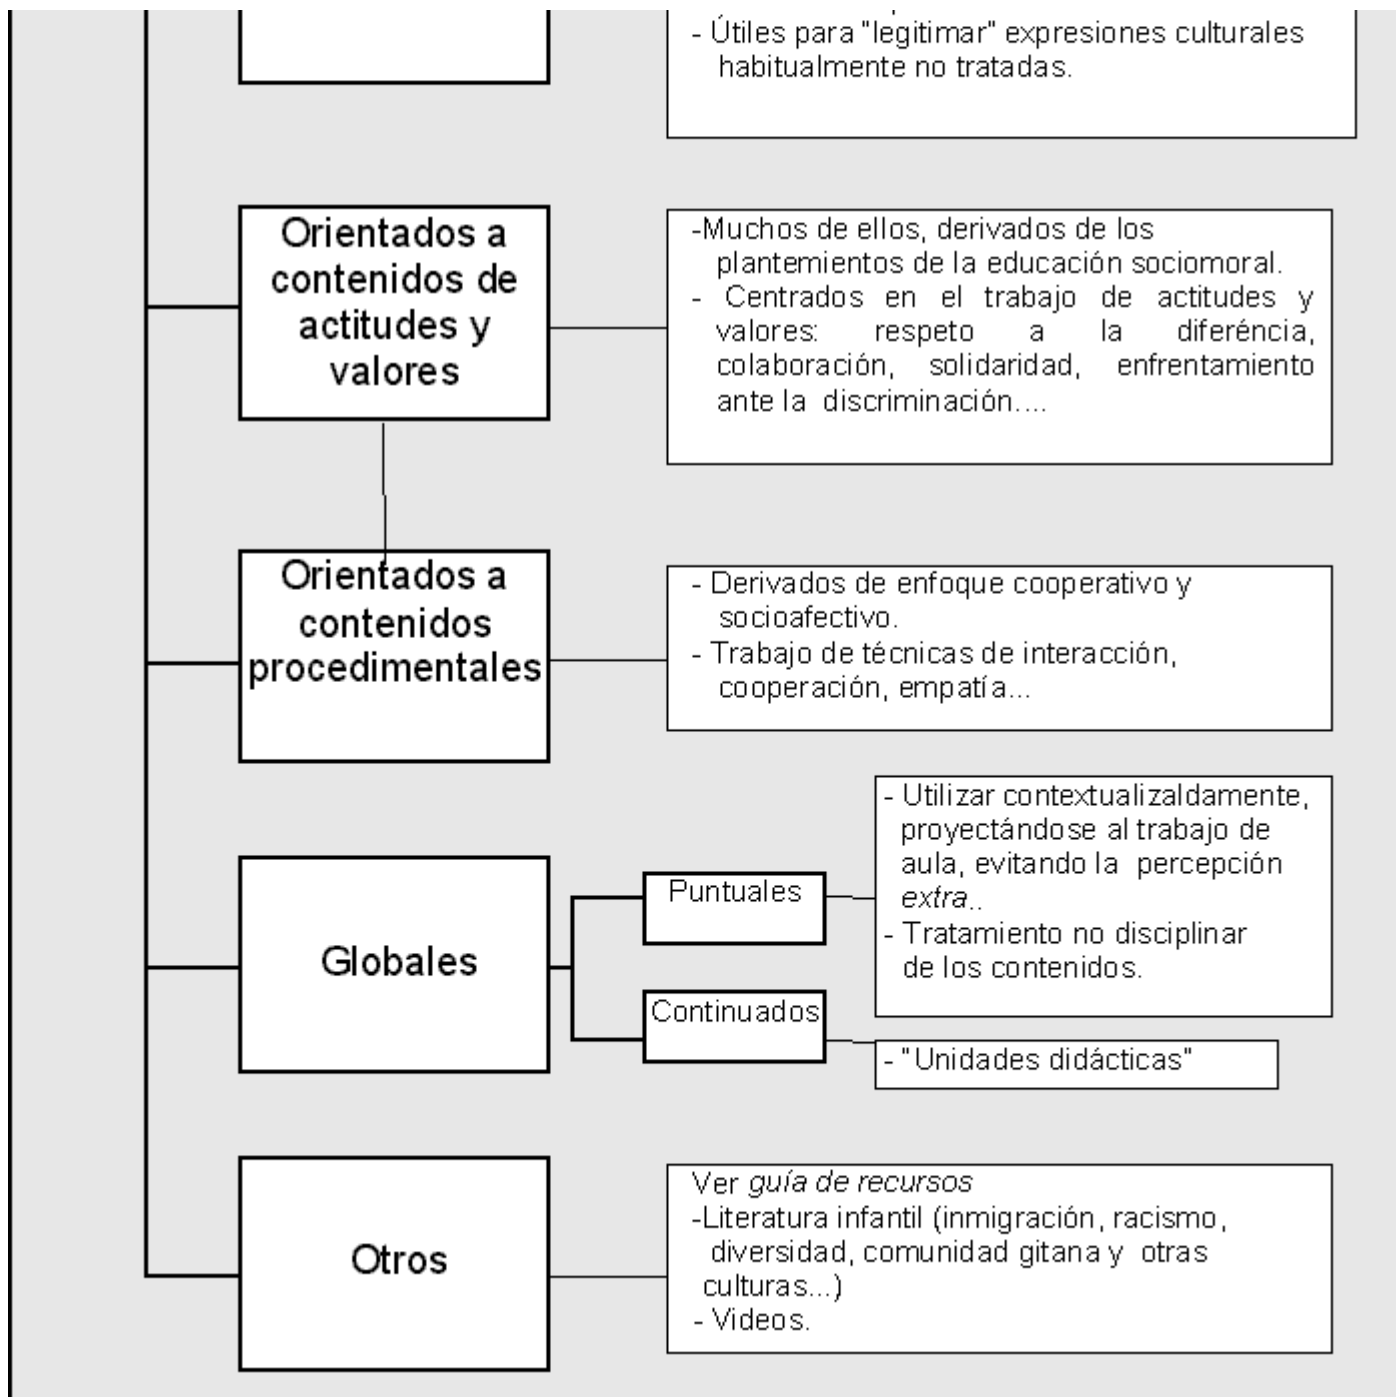 - Útiles para "legitimar" expresiones culturales
habitualmente no tratadas.
Orientados a
contenidos de
actitudes y
valores
-Muchos de ellos, derivados de los
plantemientos de la educación sociomoral.
- Centrados en el trabajo de actitudes y
valores: respeto a la diferéncia,
colaboración, solidaridad, enfrentamiento
ante la discriminación....
Orientados a
contenidos
procedimentales
- Derivados de enfoque cooperativo y
socioafectivo.
- Trabajo de técnicas de interacción,
cooperación, empatía...
Globales
Puntuales
- Utilizar contextualizaldamente,
proyectándose al trabajo de
aula, evitando la percepción
extra..
- Tratamiento no disciplinar
de los contenidos.
Continuados
- "Unidades didácticas"
Otros
Ver guía de recursos
-Literatura infantil (inmigración, racismo,
diversidad, comunidad gitana y otras
culturas...)
- Videos.